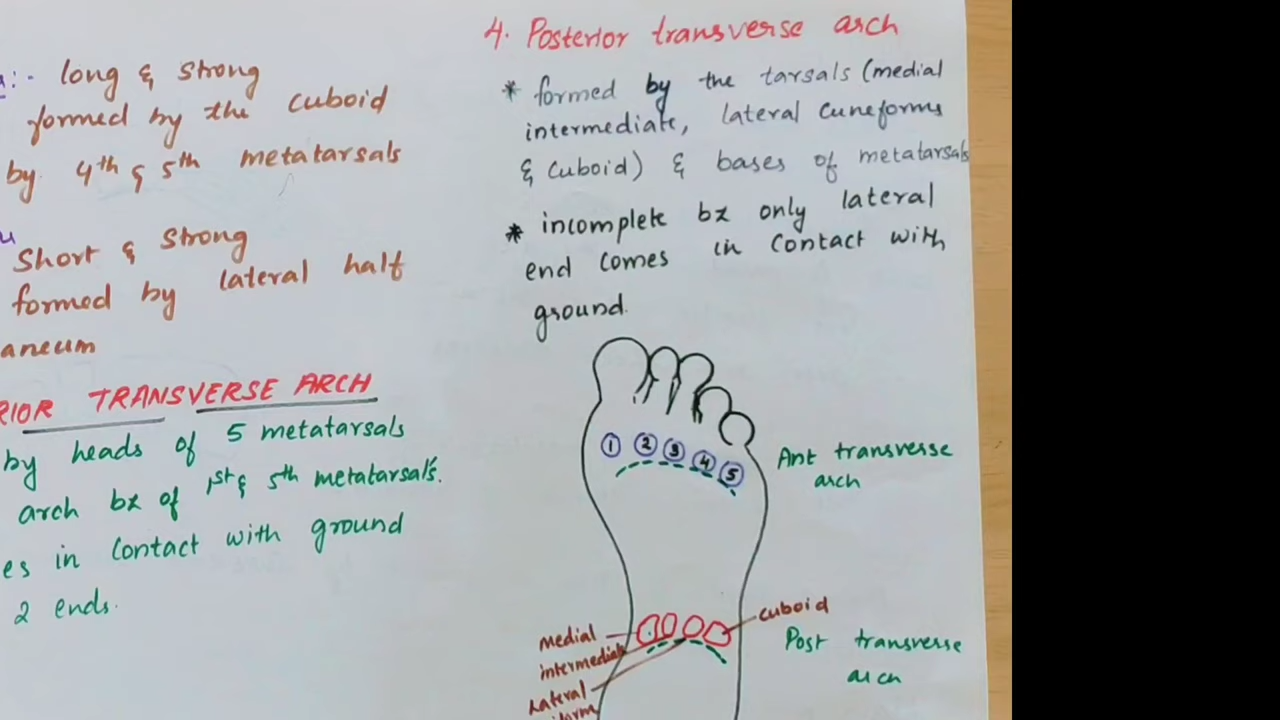 long & strong
formed by the cuboid
by 4th & 5th metatarsals
Short & strong
formed by lateral half
aneum
RIOR TRANSVERSE ARCH
by heads of 5 metatarsals
arch bz of 1st & 5th metatarsals.
es in contact with ground
2 ends.
4. Posterior transverse arch
* formed by the tarsals (medial
intermediate, lateral cuneforms
& cuboid) & bases of metatarsals
* incomplete bz only lateral
end comes in contact with
ground.
1 2 3 4 5
Ant transverse
arch
cuboid
medial
intermediate
Lateral
Post transverse
arch